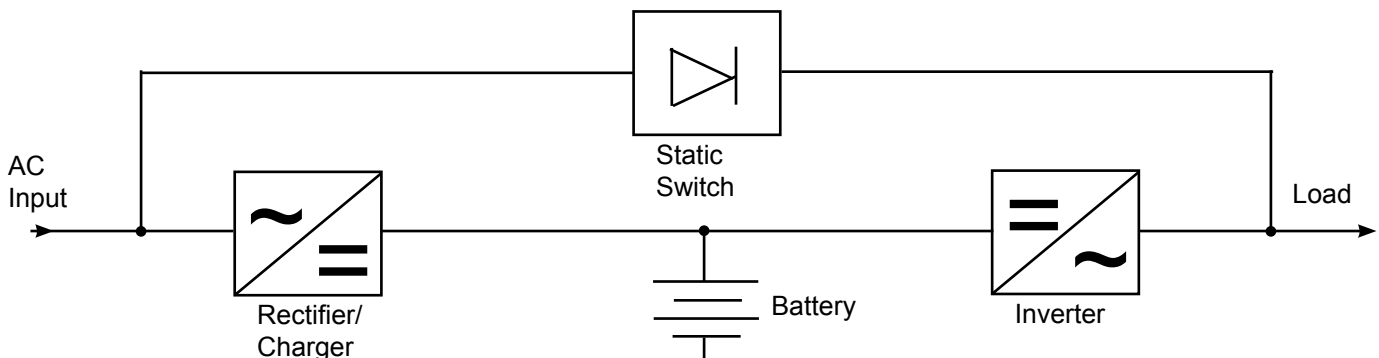 Static
Switch
AC
Input
Load
Rectifier/
Charger
Battery
Inverter